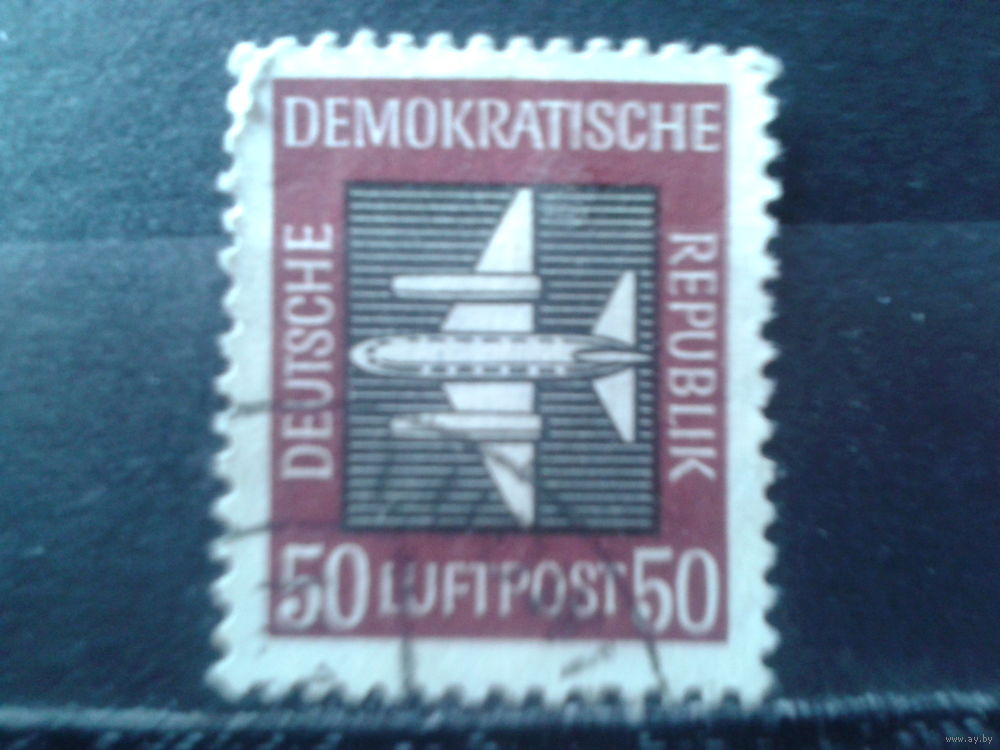 DEUTSCHE
DEMOKRATISCHE
REPUBLIK
50 LUFTPOST 50
www.ay.by